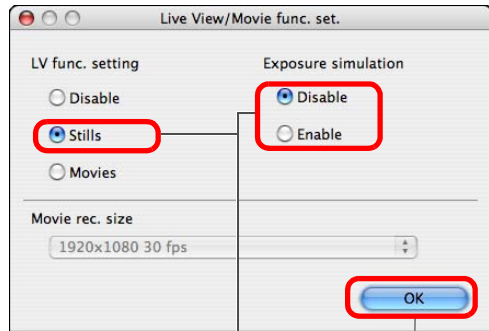 Live View/Movie func. set.
LV func. setting
Disable
Stills
Movies
Exposure simulation
Disable
Enable
Movie rec. size
1920x1080 30 fps
OK